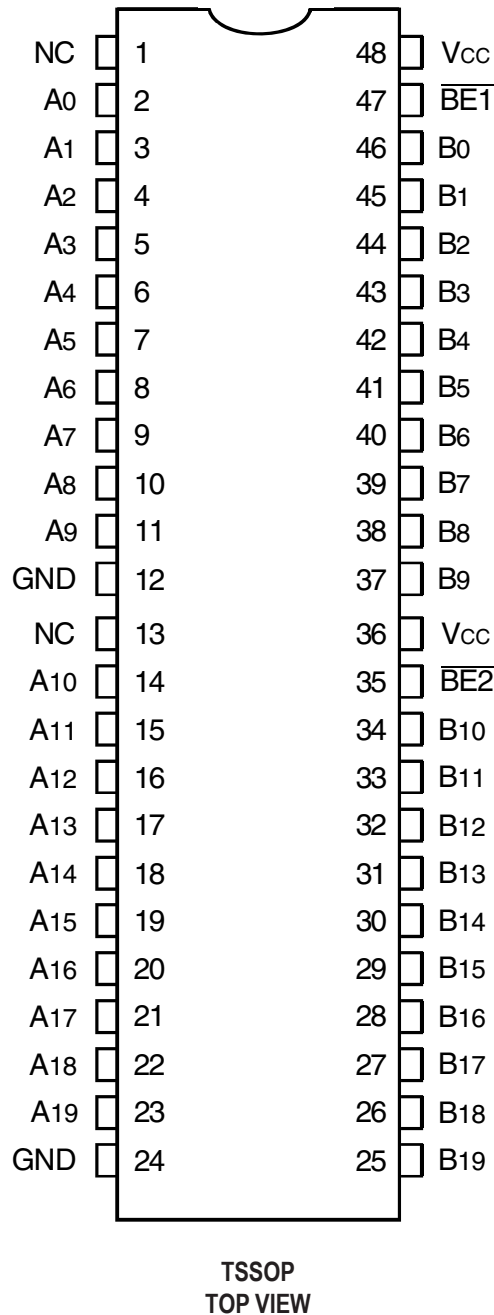 NC 1 48 VCC
A0 2 47 B̅E̅1̅
A1 3 46 B0
A2 4 45 B1
A3 5 44 B2
A4 6 43 B3
A5 7 42 B4
A6 8 41 B5
A7 9 40 B6
A8 10 39 B7
A9 11 38 B8
GND 12 37 B9
NC 13 36 VCC
A10 14 35 B̅E̅2̅
A11 15 34 B10
A12 16 33 B11
A13 17 32 B12
A14 18 31 B13
A15 19 30 B14
A16 20 29 B15
A17 21 28 B16
A18 22 27 B17
A19 23 26 B18
GND 24 25 B19
TSSOP
TOP VIEW